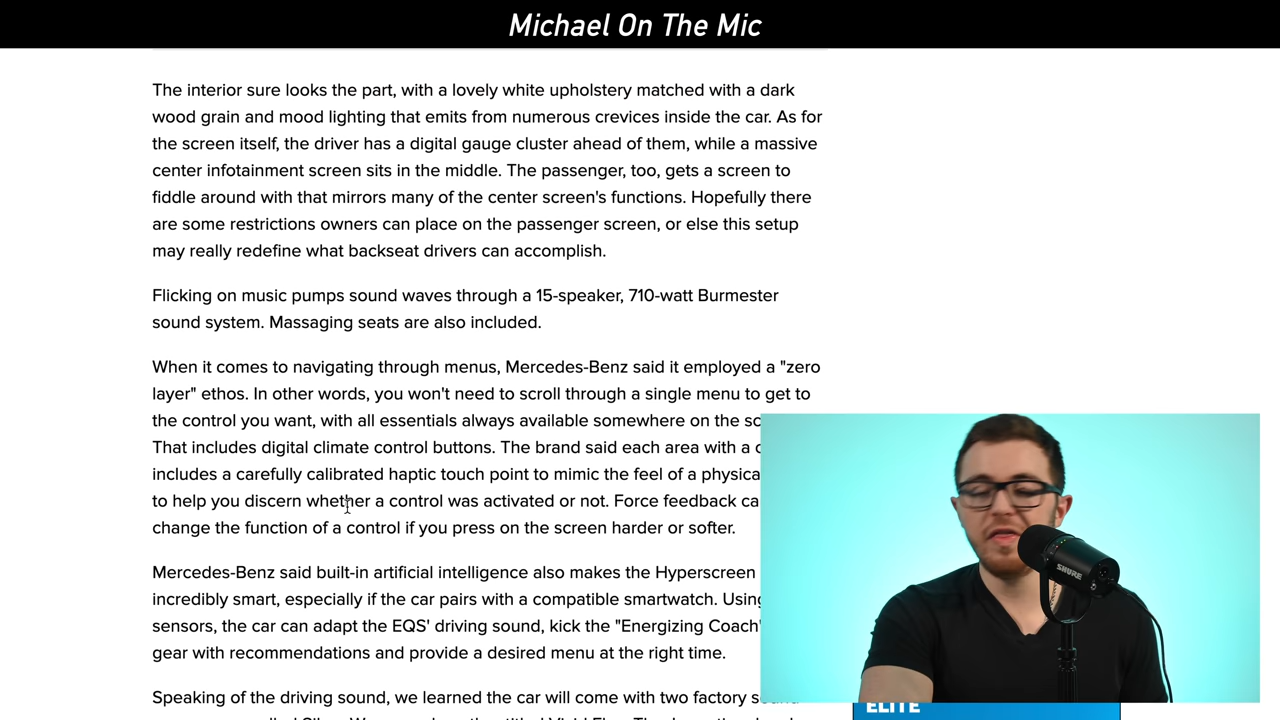 Michael On The Mic
The interior sure looks the part, with a lovely white upholstery matched with a dark
wood grain and mood lighting that emits from numerous crevices inside the car. As for
the screen itself, the driver has a digital gauge cluster ahead of them, while a massive
center infotainment screen sits in the middle. The passenger, too, gets a screen to
fiddle around with that mirrors many of the center screen's functions. Hopefully there
are some restrictions owners can place on the passenger screen, or else this setup
may really redefine what backseat drivers can accomplish.
Flicking on music pumps sound waves through a 15-speaker, 710-watt Burmester
sound system. Massaging seats are also included.
When it comes to navigating through menus, Mercedes-Benz said it employed a "zero
layer" ethos. In other words, you won't need to scroll through a single menu to get to
the control you want, with all essentials always available somewhere on the
That includes digital climate control buttons. The brand said each area with a
includes a carefully calibrated haptic touch point to mimic the feel of a
to help you discern whether a control was activated or not. Force feedback
change the function of a control if you press on the screen harder or softer.
Mercedes-Benz said built-in artificial intelligence also makes the Hyperscreen
incredibly smart, especially if the car pairs with a compatible smartwatch.
sensors, the car can adapt the EQS' driving sound, kick the "Energizing Coach"
gear with recommendations and provide a desired menu at the right time.
Speaking of the driving sound, we learned the car will come with two factory
SHURE
ELITE